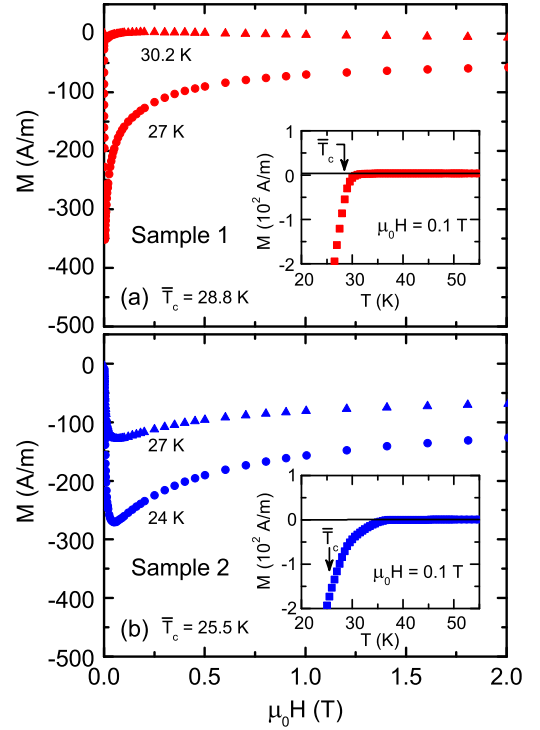 0
-100
-200
-300
-400
-500
M (A/m)
30.2 K
27 K
Sample 1
(a) T̿c = 28.8 K
1
0
-1
-2
M (10² A/m)
T̿c
μ₀H = 0.1 T
20 30 40 50
T (K)
0
-100
-200
-300
-400
-500
M (A/m)
27 K
24 K
Sample 2
(b) T̿c = 25.5 K
1
0
-1
-2
M (10² A/m)
T̿c
μ₀H = 0.1 T
20 30 40 50
T (K)
0.0 0.5 1.0 1.5 2.0
μ₀H (T)